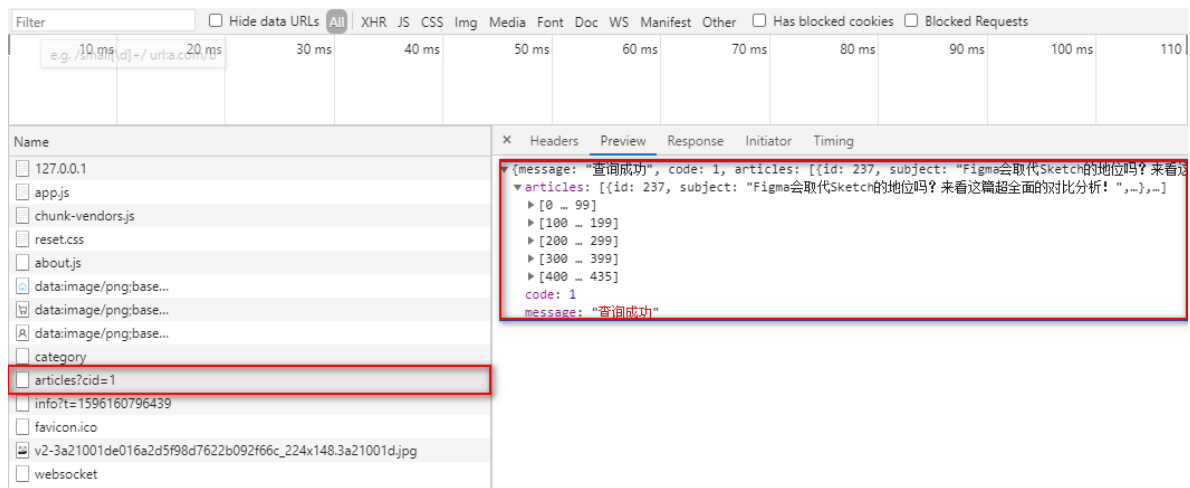 Filter Hide data URLs All XHR JS CSS Img Media Font Doc WS Manifest Other Has blocked cookies Blocked Requests
10 ms 20 ms 30 ms 40 ms 50 ms 60 ms 70 ms 80 ms 90 ms 100 ms 110
e.g. /small[\d]+/ url:a.com/b
Name
127.0.0.1
app.js
chunk-vendors.js
reset.css
about.js
data:image/png;base...
data:image/png;base...
data:image/png;base...
category
articles?cid=1
info?t=1596160796439
favicon.ico
v2-3a21001de016a2d5f98d7622b092f66c_224x148.3a21001d.jpg
websocket
× Headers Preview Response Initiator Timing
▼{message: "查询成功", code: 1, articles: [{id: 237, subject: "Figma会取代Sketch的地位吗？来看这
▼articles: [{id: 237, subject: "Figma会取代Sketch的地位吗？来看这篇超全面的对比分析！",…},…]
▶[0 … 99]
▶[100 … 199]
▶[200 … 299]
▶[300 … 399]
▶[400 … 435]
code: 1
message: "查询成功"